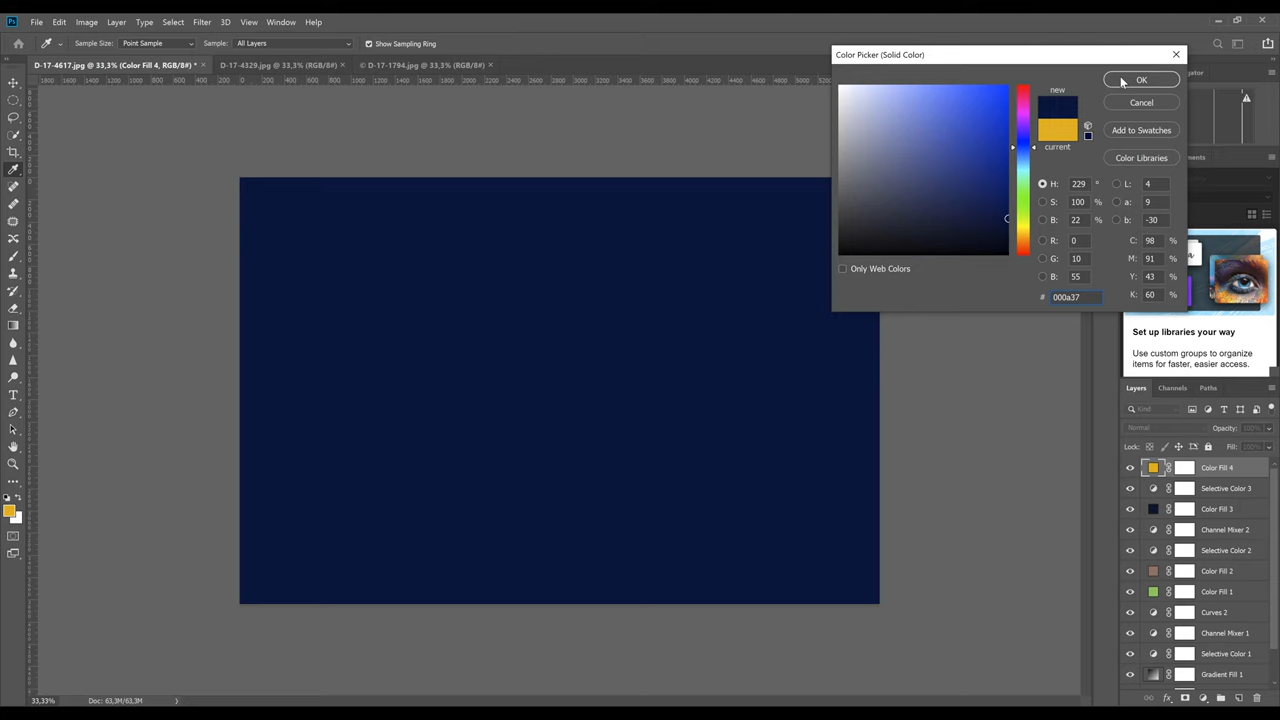 Ps File Edit Image Layer Type Select Filter 3D View Window Help
Sample Size: Point Sample Sample: All Layers Show Sampling Ring
D-17-4617.jpg @ 33,3% (Color Fill 4, RGB/8#) * × D-17-4329.jpg @ 33,3% (RGB/8#) × © D-17-1794.jpg @ 33,3% (RGB/8#) ×
Color Picker (Solid Color)
new
OK
Cancel
Add to Swatches
current
Color Libraries
H: 229 ° L: 4
S: 100 % a: 9
B: 22 % b: -30
R: 0 C: 98 %
G: 10 M: 91 %
B: 55 Y: 43 %
Only Web Colors
# 000a37 K: 60 %
Set up libraries your way
Use custom groups to organize
items for faster, easier access.
Layers Channels Paths
Kind
Normal Opacity: 100%
Lock: Fill: 100%
Color Fill 4
Selective Color 3
Color Fill 3
Channel Mixer 2
Selective Color 2
Color Fill 2
Color Fill 1
Curves 2
Channel Mixer 1
Selective Color 1
Gradient Fill 1
33,33% Doc: 63,3M/63,3M